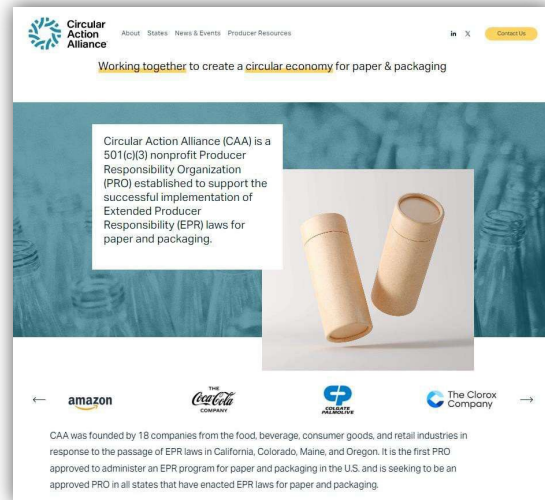 Circular
Action
Alliance
About States News & Events Producer Resources
in X
Contact Us
Working together to create a circular economy for paper & packaging
Circular Action Alliance (CAA) is a
501(c)(3) nonprofit Producer
Responsibility Organization
(PRO) established to support the
successful implementation of
Extended Producer
Responsibility (EPR) laws for
paper and packaging.
amazon
THE
Coca-Cola
COMPANY
CP
COLGATE
PALMOLIVE
The Clorox
Company
CAA was founded by 18 companies from the food, beverage, consumer goods, and retail industries in
response to the passage of EPR laws in California, Colorado, Maine, and Oregon. It is the first PRO
approved to administer an EPR program for paper and packaging in the U.S. and is seeking to be an
approved PRO in all states that have enacted EPR laws for paper and packaging.